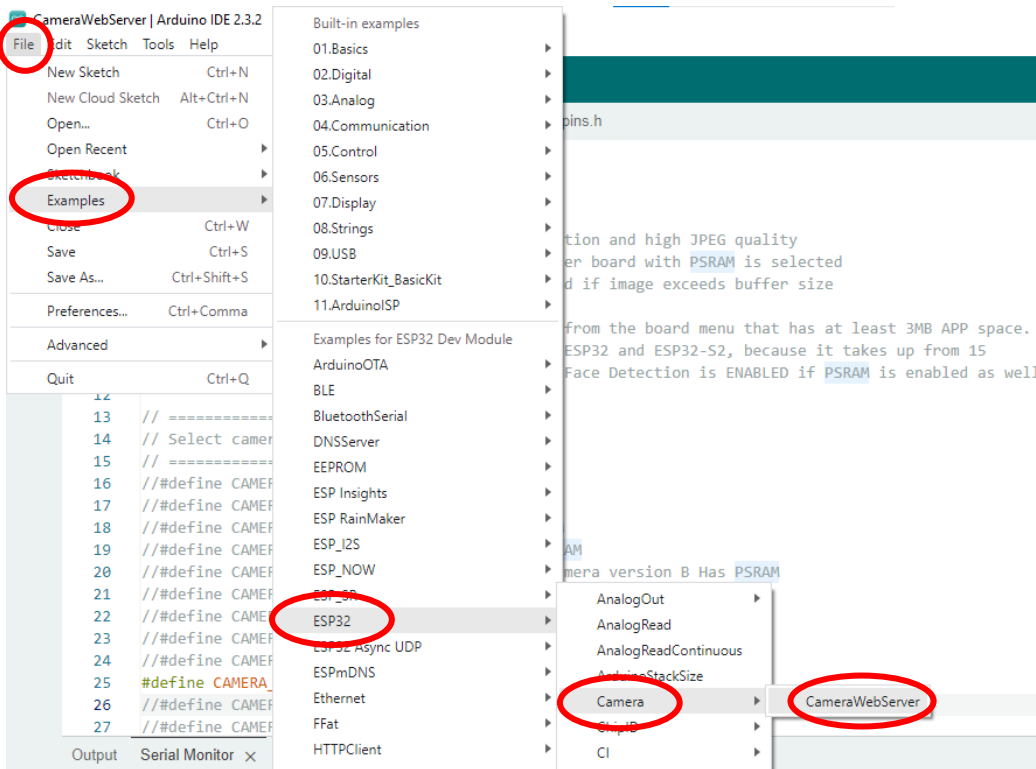 CameraWebServer | Arduino IDE 2.3.2
File Edit Sketch Tools Help
New Sketch Ctrl+N
New Cloud Sketch Alt+Ctrl+N
Open... Ctrl+O
Open Recent
Sketchbook
Examples
Close Ctrl+W
Save Ctrl+S
Save As... Ctrl+Shift+S
Preferences... Ctrl+Comma
Advanced
Quit Ctrl+Q
Built-in examples
01.Basics
02.Digital
03.Analog
04.Communication
05.Control
06.Sensors
07.Display
08.Strings
09.USB
10.StarterKit_BasicKit
11.ArduinoISP
Examples for ESP32 Dev Module
ArduinoOTA
BLE
BluetoothSerial
DNSServer
EEPROM
ESP Insights
ESP RainMaker
ESP_I2S
ESP_NOW
ESP_SR
ESP32
ESP32 Async UDP
ESPmDNS
Ethernet
FFat
HTTPClient
AnalogOut
AnalogRead
AnalogReadContinuous
ArduinoStackSize
Camera
ChipID
CI
CameraWebServer
pins.h
tion and high JPEG quality
er board with PSRAM is selected
d if image exceeds buffer size
from the board menu that has at least 3MB APP space.
ESP32 and ESP32-S2, because it takes up from 15
Face Detection is ENABLED if PSRAM is enabled as well
AM
mera version B Has PSRAM
12
13 // ============
14 // Select camer
15 // ============
16 //#define CAMER
17 //#define CAMER
18 //#define CAMER
19 //#define CAMER
20 //#define CAMER
21 //#define CAMER
22 //#define CAMER
23 //#define CAMER
24 //#define CAMER
25 #define CAMERA_
26 //#define CAMER
27 //#define CAMER
Output Serial Monitor ×